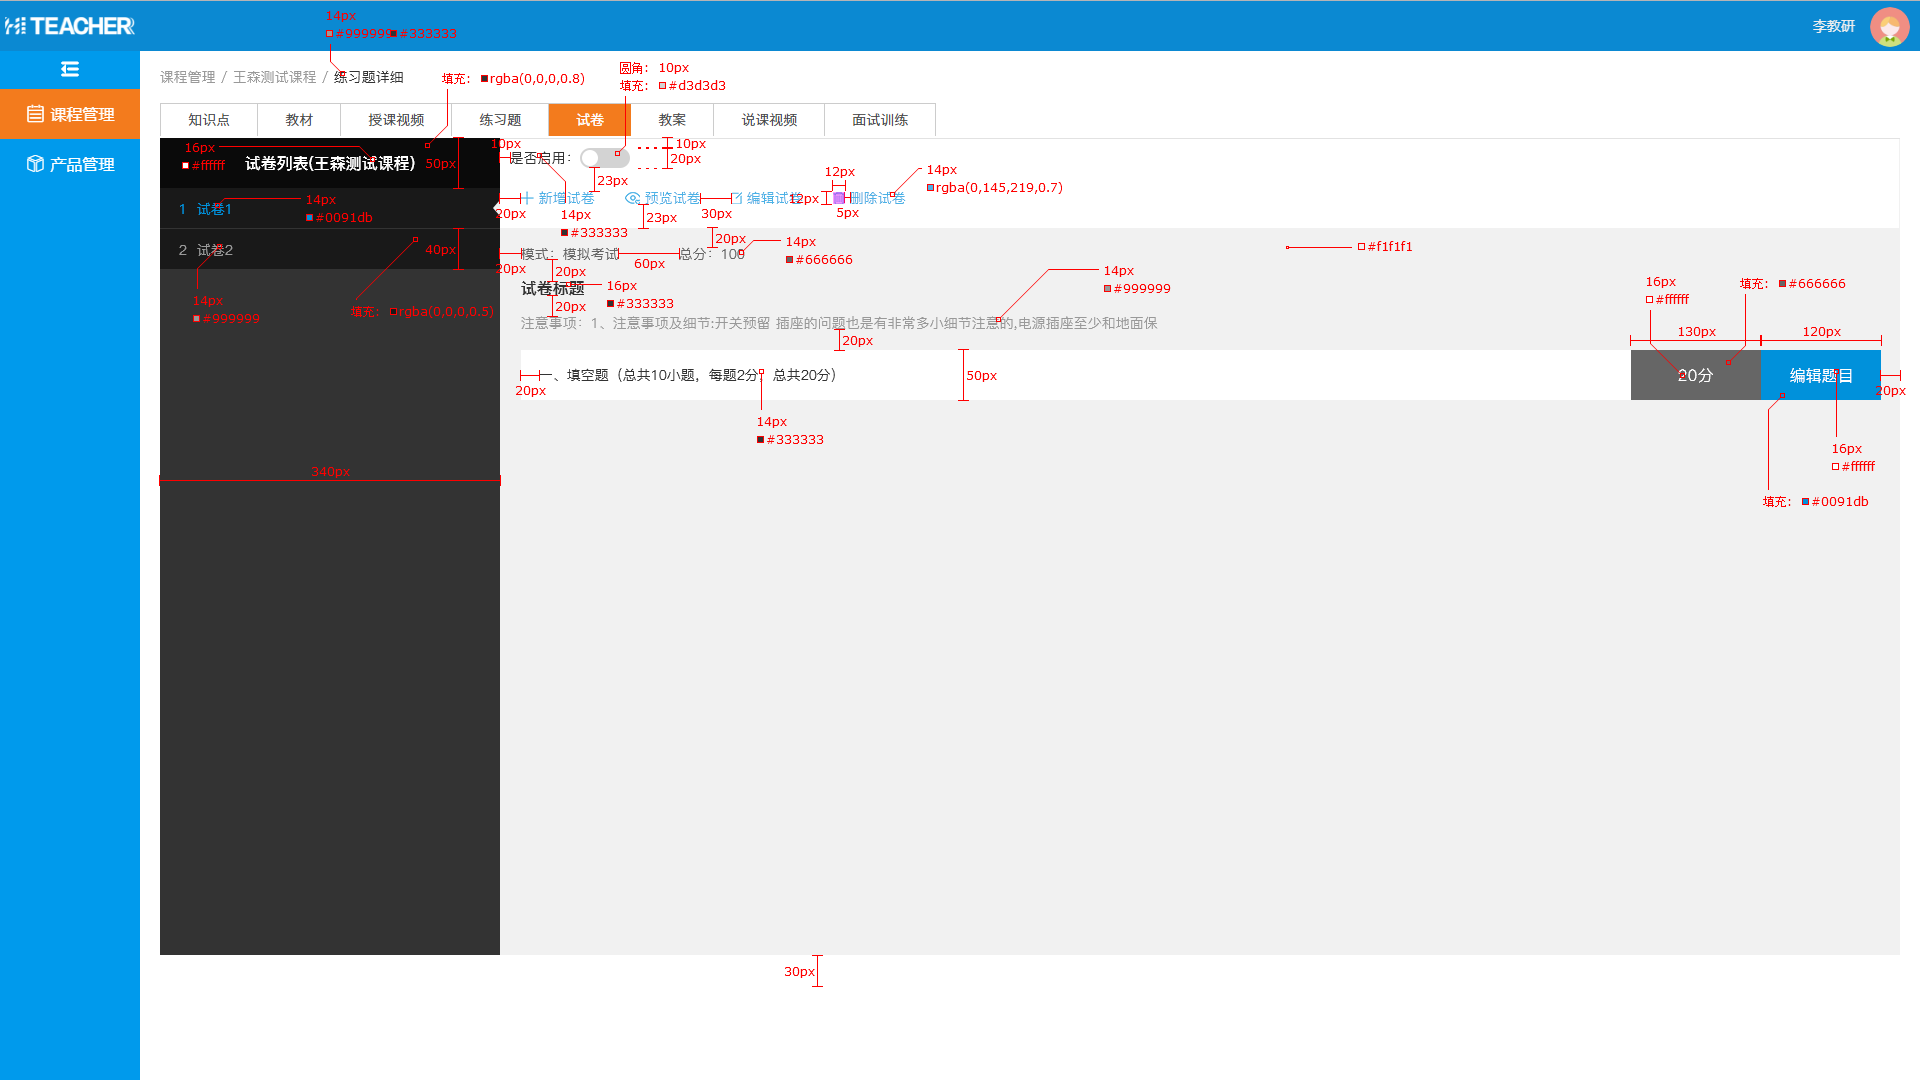 HI TEACHER
14px
#999999 #333333
李教研
课程管理 / 王森测试课程 / 练习题详细
填充： rgba(0,0,0,0.8)
圆角： 10px
填充： #d3d3d3
课程管理
产品管理
知识点 教材 授课视频 练习题 试卷 教案 说课视频 面试训练
16px
#ffffff
试卷列表(王森测试课程)
50px
10px
是否启用：
10px
20px
23px
1 试卷1
14px
#0091db
20px
新增试卷
预览试卷
编辑试卷
删除试卷
12px
12px
5px
14px
rgba(0,145,219,0.7)
14px
#333333
23px
30px
2 试卷2
40px
20px
模式：模拟考试
60px
总分：100
20px
14px
#666666
#f1f1f1
20px
试卷标题
16px
#333333
20px
14px
#999999
14px
#999999
填充： rgba(0,0,0,0.5)
注意事项：1、注意事项及细节:开关预留 插座的问题也是有非常多小细节注意的,电源插座至少和地面保
20px
16px
#ffffff
填充： #666666
130px
120px
20px
一、填空题（总共10小题，每题2分，总共20分）
50px
20分
编辑题目
20px
14px
#333333
16px
#ffffff
填充： #0091db
340px
30px